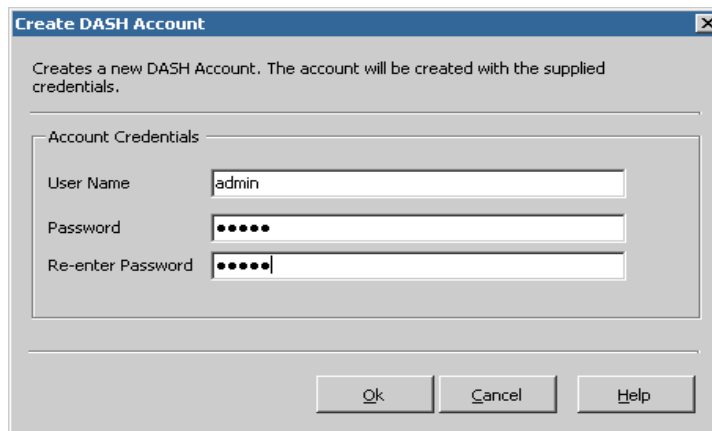 Create DASH Account
Creates a new DASH Account. The account will be created with the supplied
credentials.
Account Credentials
User Name admin
Password •••••
Re-enter Password •••••
Ok Cancel Help